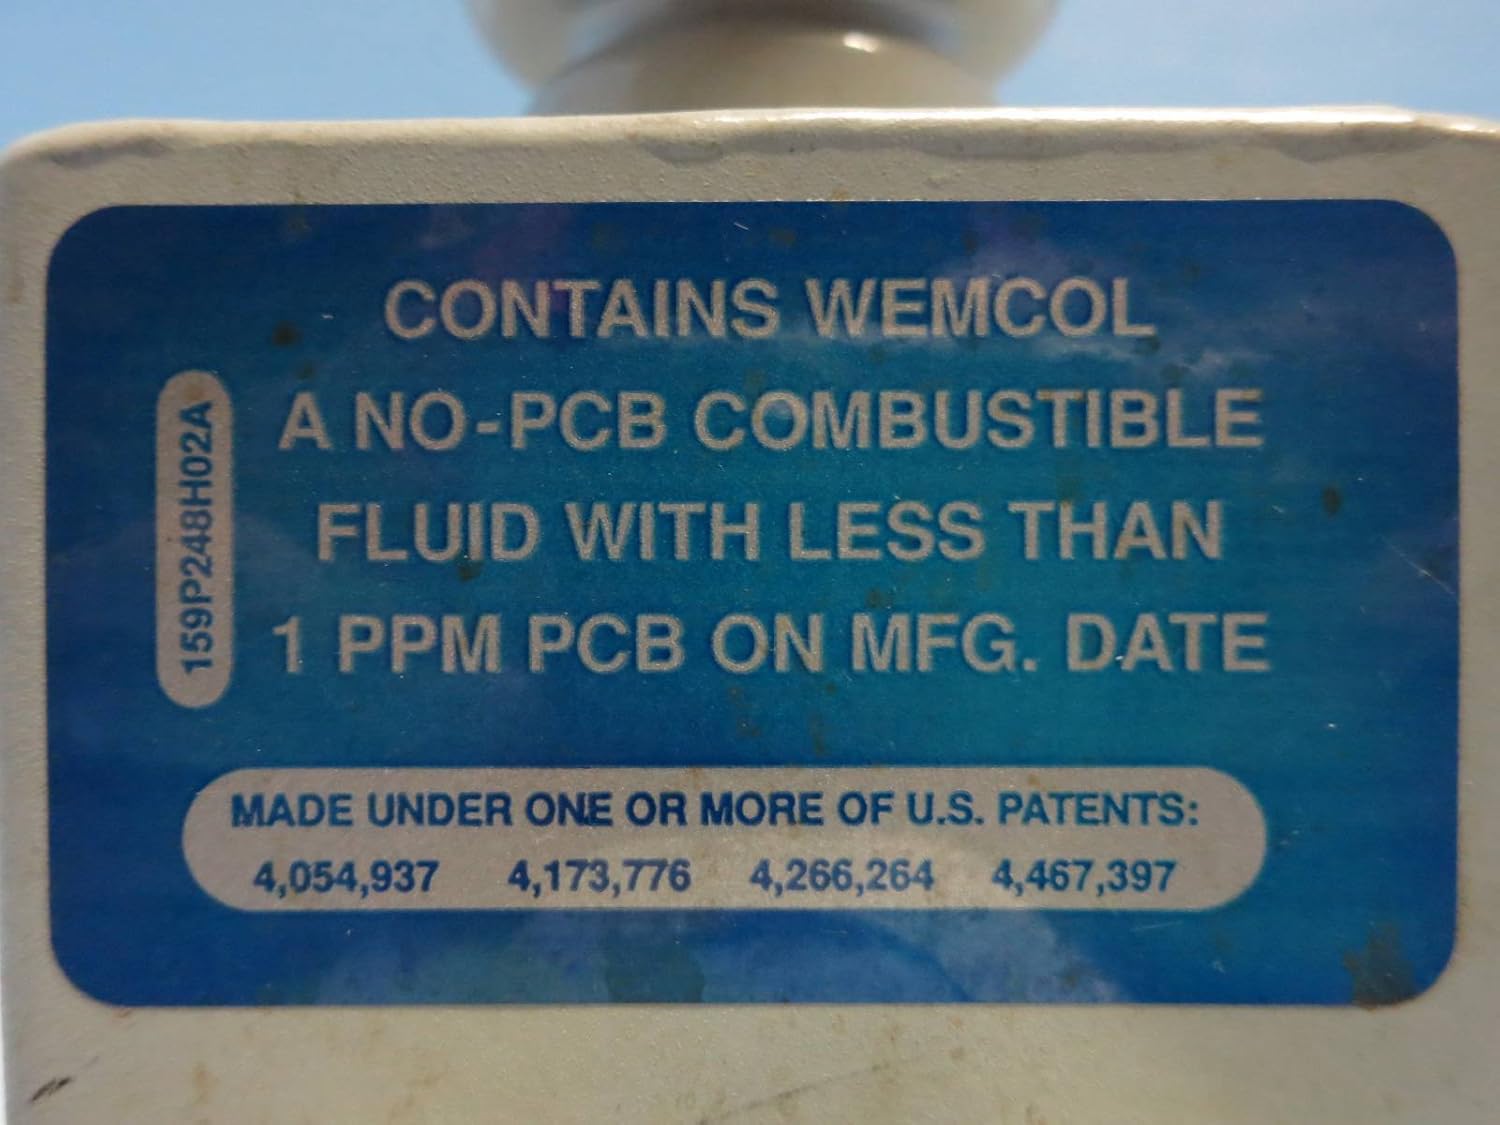 CONTAINS WEMCOL
A NO-PCB COMBUSTIBLE
FLUID WITH LESS THAN
1 PPM PCB ON MFG. DATE
159P248H02A
MADE UNDER ONE OR MORE OF U.S. PATENTS:
4,054,937 4,173,776 4,266,264 4,467,397